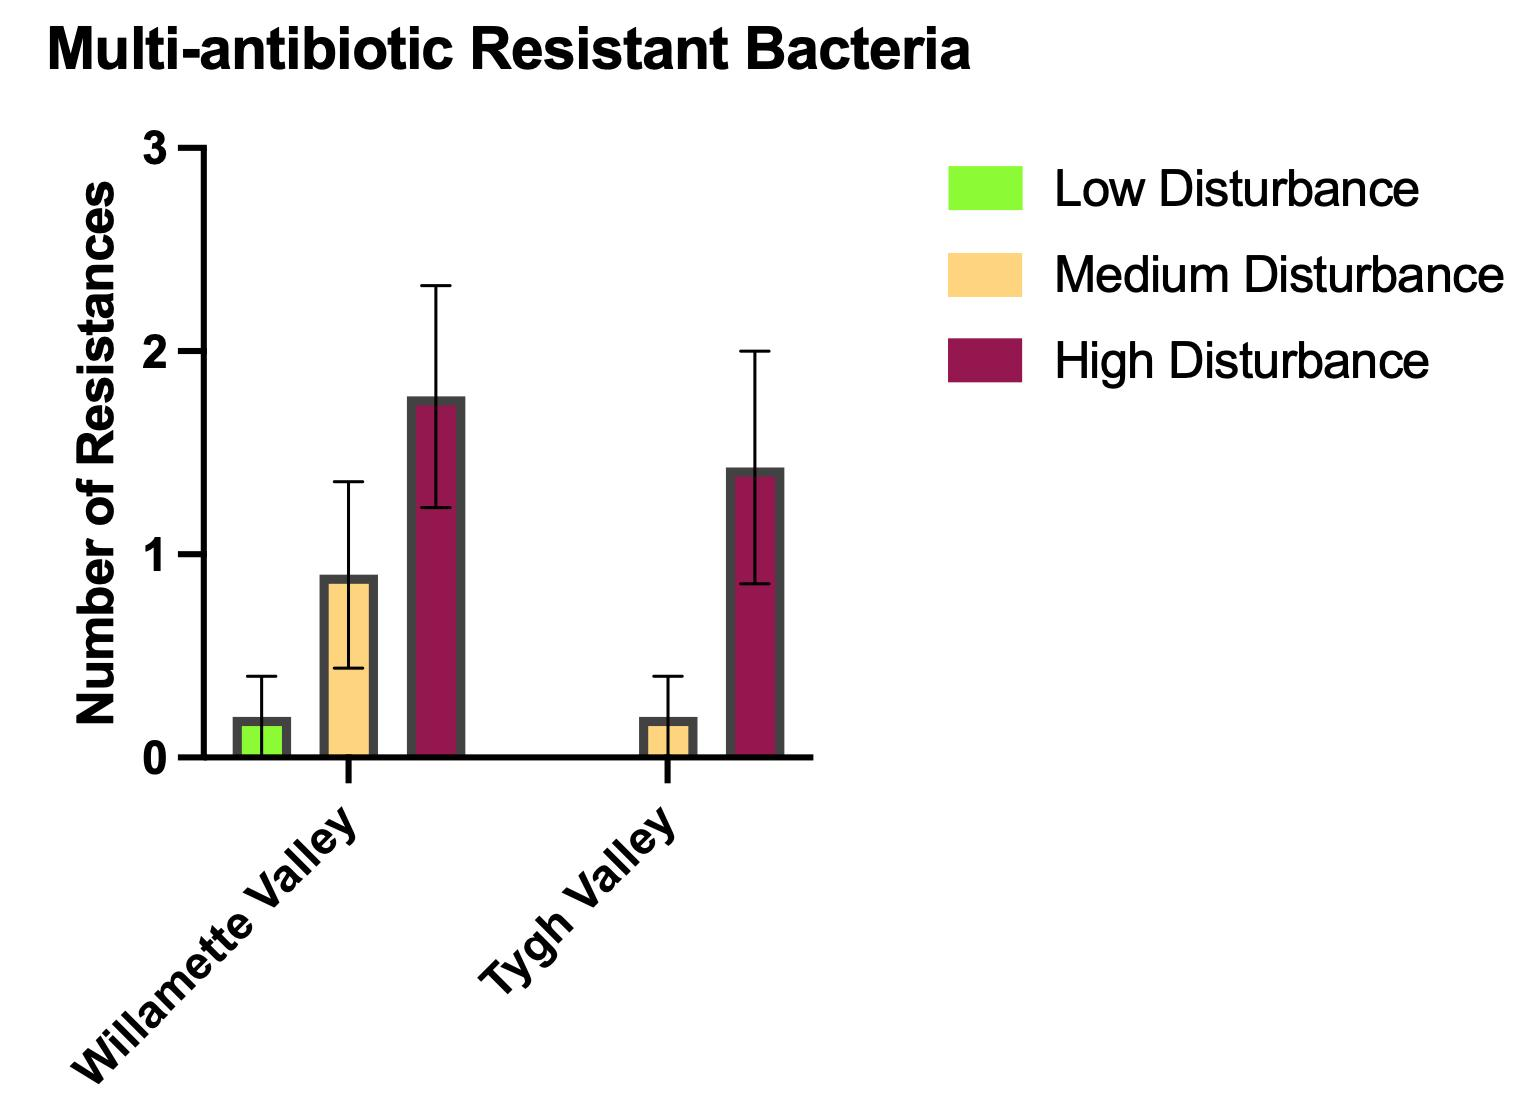 Multi-antibiotic Resistant Bacteria
Number of Resistances
3
2
1
0
Willamette Valley
Tygh Valley
Low Disturbance
Medium Disturbance
High Disturbance